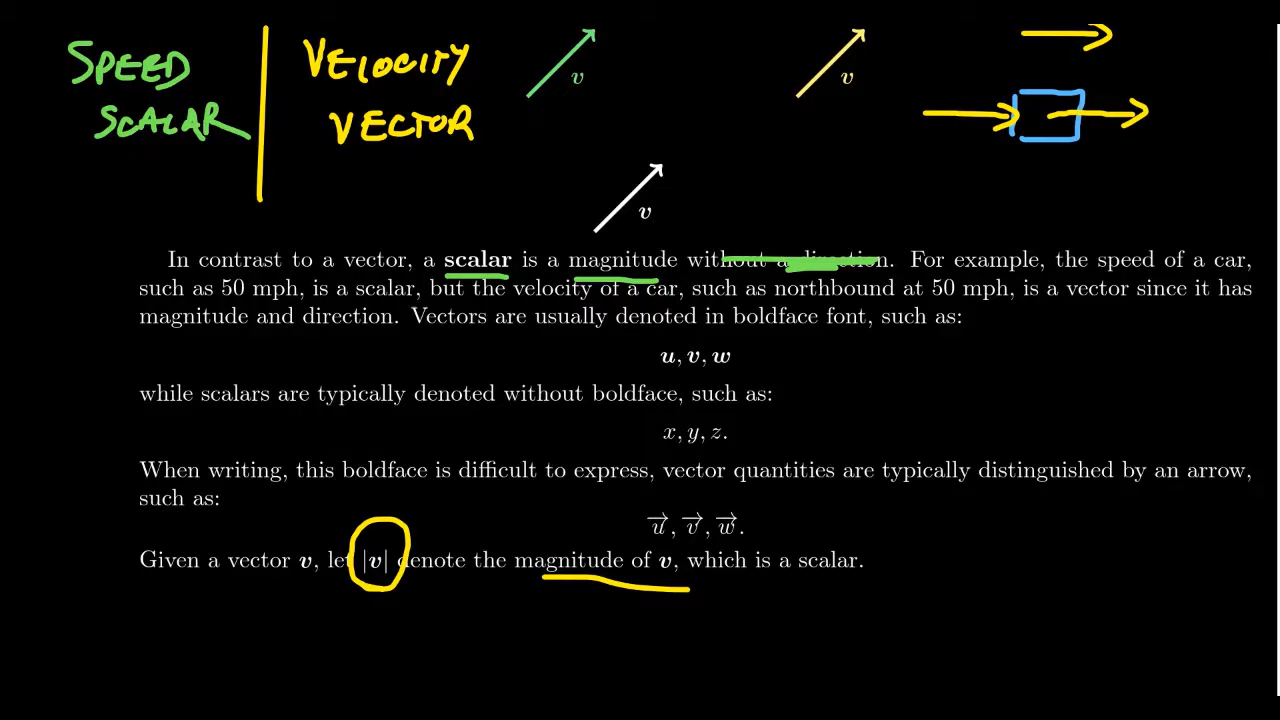 SPEED
SCALAR
VELOCITY
VECTOR
v
v
v
In contrast to a vector, a scalar is a magnitude without a direction. For example, the speed of a car,
such as 50 mph, is a scalar, but the velocity of a car, such as northbound at 50 mph, is a vector since it has
magnitude and direction. Vectors are usually denoted in boldface font, such as:
u, v, w
while scalars are typically denoted without boldface, such as:
x, y, z.
When writing, this boldface is difficult to express, vector quantities are typically distinguished by an arrow,
such as:
u⃗, v⃗, w⃗.
Given a vector v, let |v| denote the magnitude of v, which is a scalar.